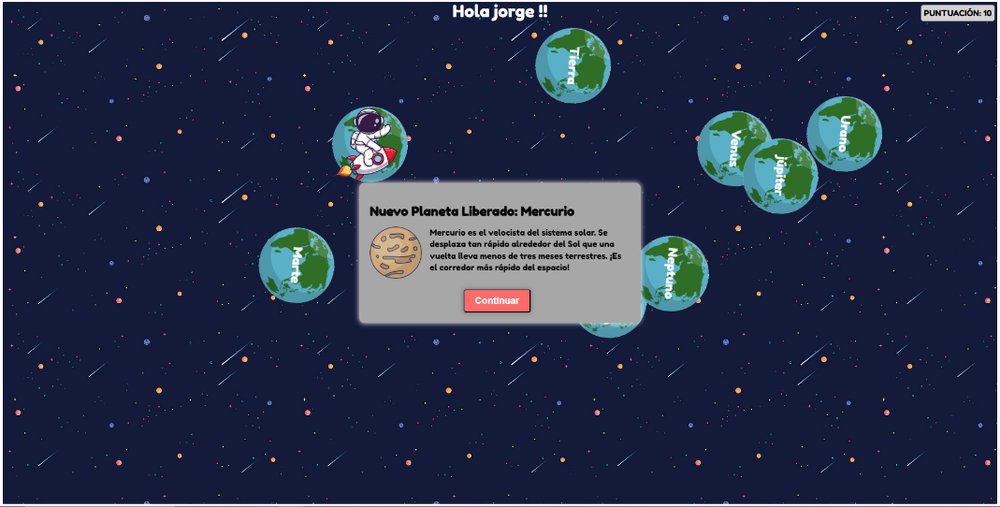 Hola jorge !!
PUNTUACIÓN: 10
Tierra
Venus
Urano
júpiter
Nuevo Planeta Liberado: Mercurio
Mercurio es el velocista del sistema solar. Se
desplaza tan rápido alrededor del Sol que una
vuelta lleva menos de tres meses terrestres. ¡Es
el corredor más rápido del espacio!
Continuar
Marte
Neptuno